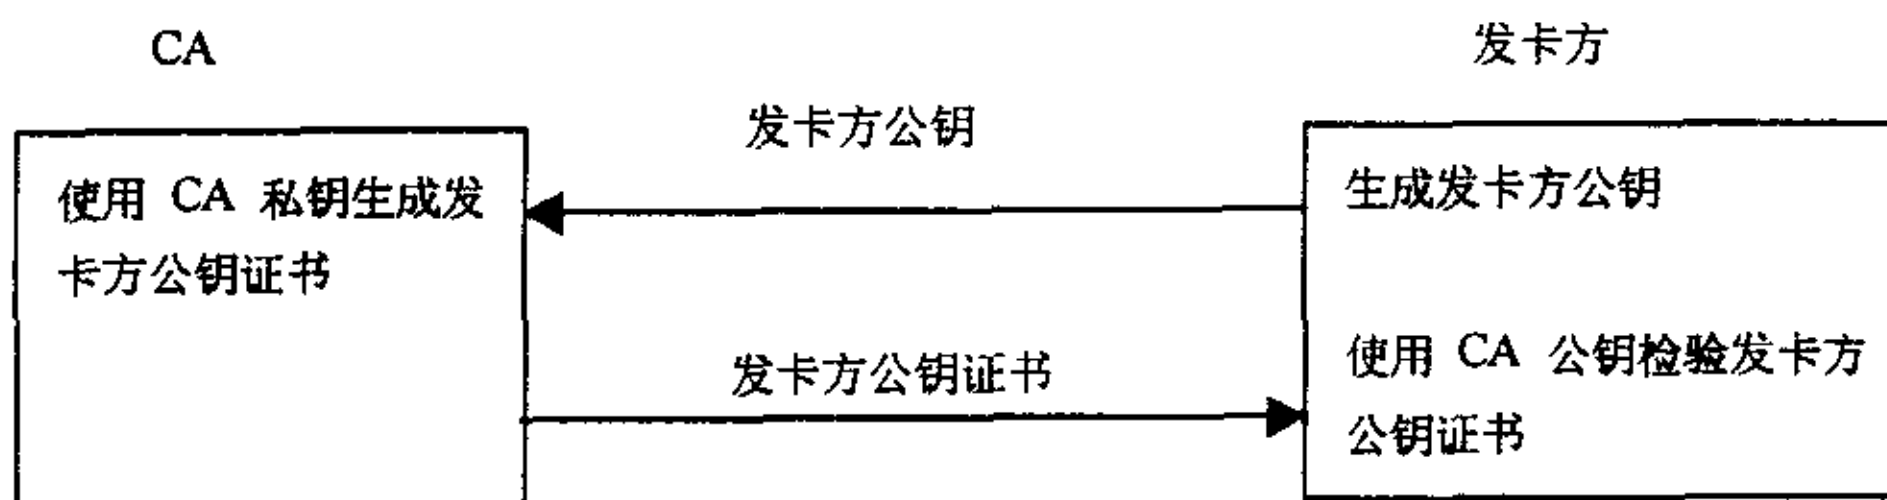 CA
发卡方
发卡方公钥
使用 CA 私钥生成发
卡方公钥证书
生成发卡方公钥
发卡方公钥证书
使用 CA 公钥检验发卡方
公钥证书